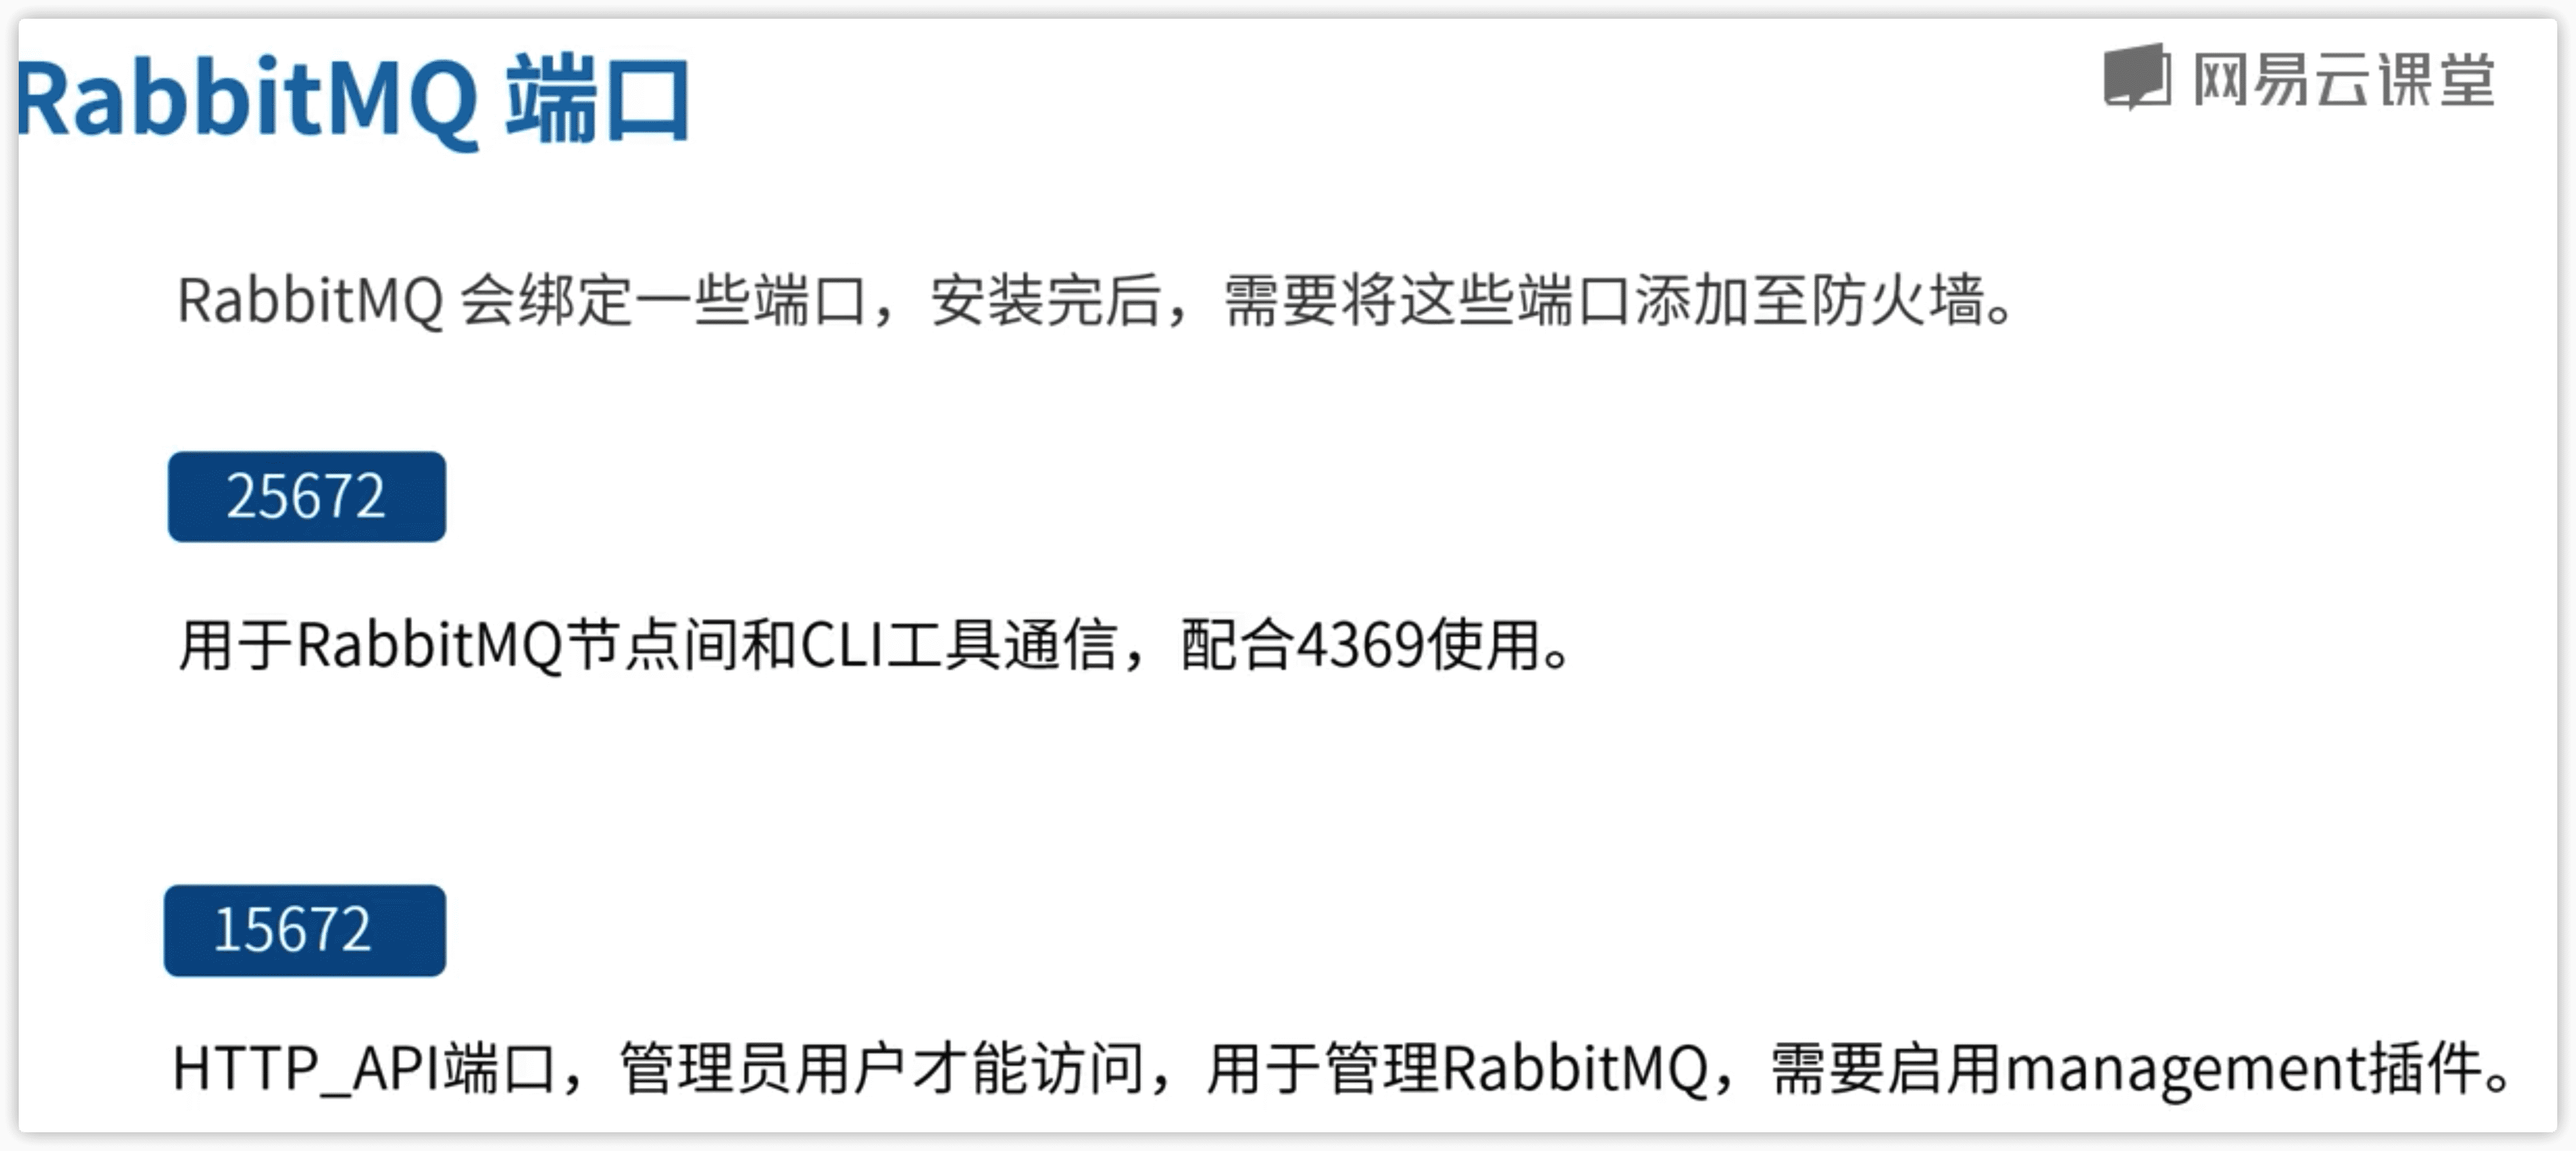 RabbitMQ 端口
网易云课堂
RabbitMQ 会绑定一些端口，安装完后，需要将这些端口添加至防火墙。
25672
用于RabbitMQ节点间和CLI工具通信，配合4369使用。
15672
HTTP_API端口，管理员用户才能访问，用于管理RabbitMQ，需要启用management插件。